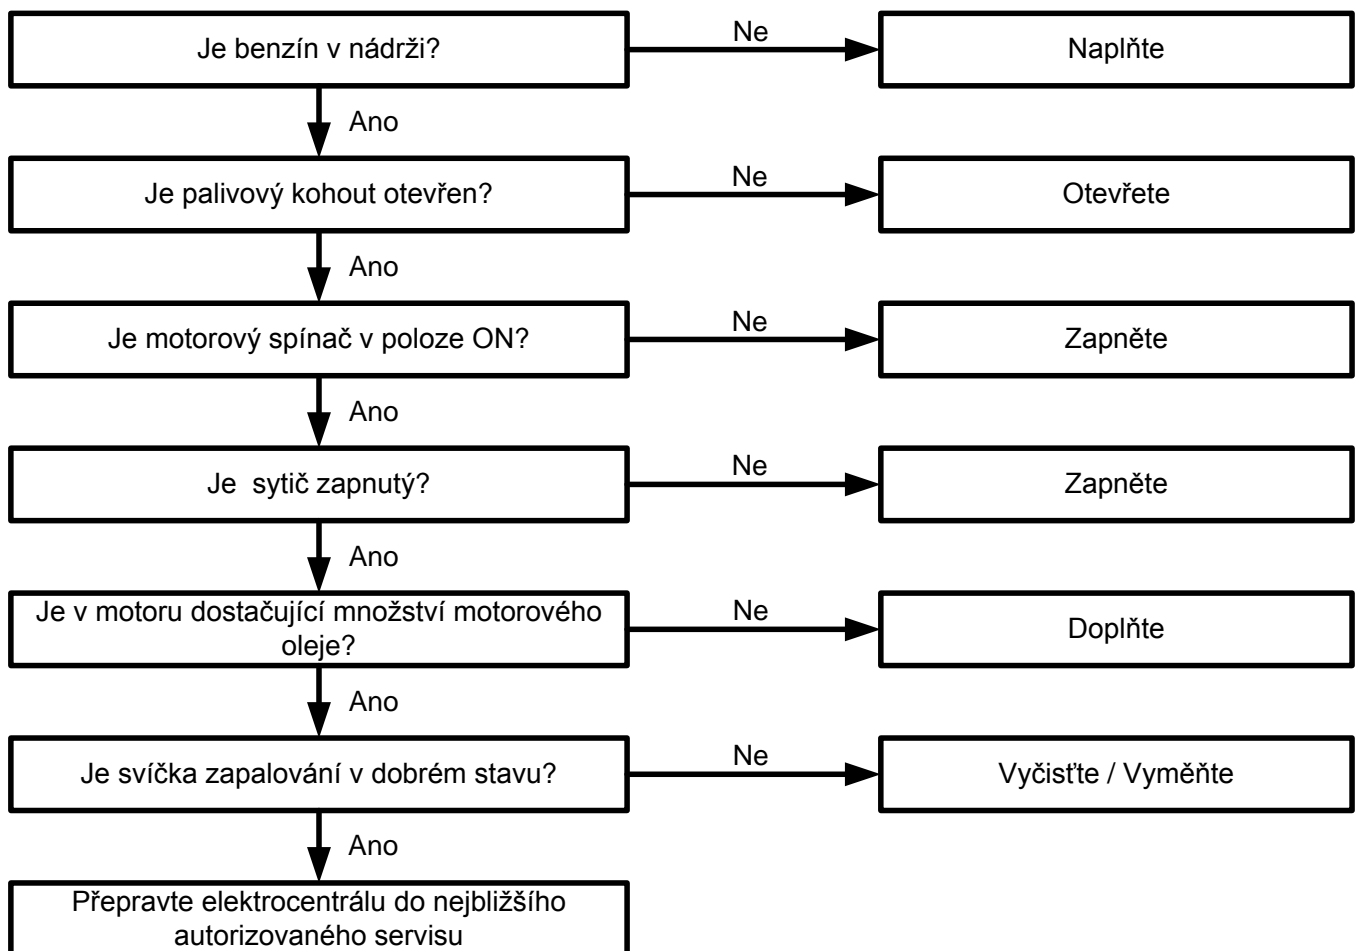 Je benzín v nádrži?
Ne
Naplňte
Ano
Je palivový kohout otevřen?
Ne
Otevřete
Ano
Je motorový spínač v poloze ON?
Ne
Zapněte
Ano
Je  sytič zapnutý?
Ne
Zapněte
Ano
Je v motoru dostačující množství motorového
oleje?
Ne
Doplňte
Ano
Je svíčka zapalování v dobrém stavu?
Ne
Vyčisťte / Vyměňte
Ano
Přepravte elektrocentrálu do nejbližšího
autorizovaného servisu